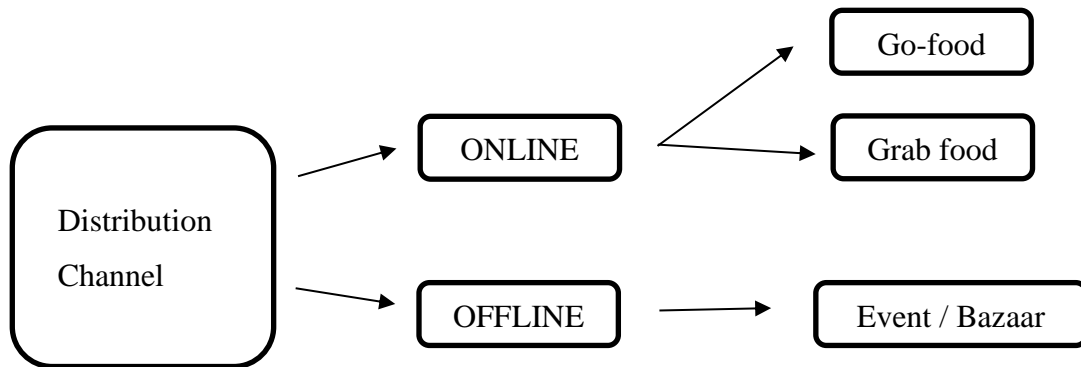 Go-food
ONLINE
Grab food
Distribution
Channel
OFFLINE
Event / Bazaar